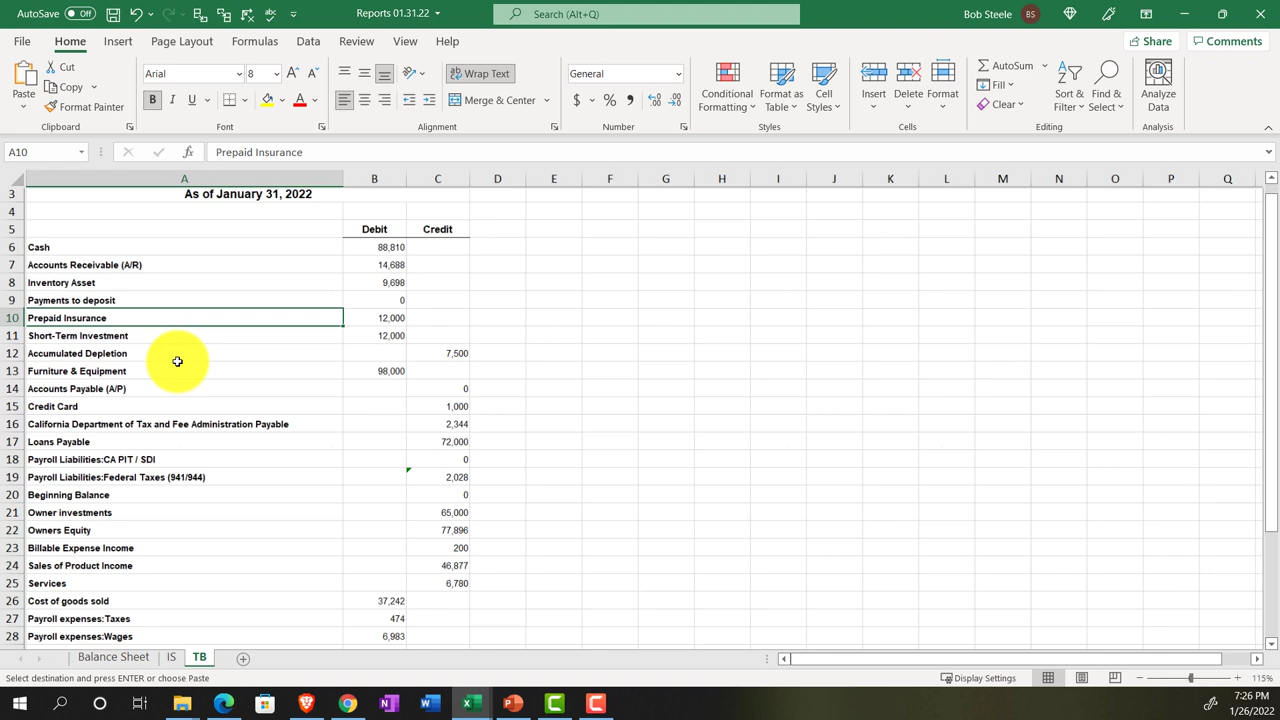 AutoSave Off Reports 01.31.22 Search (Alt+Q) Bob Steele BS
File Home Insert Page Layout Formulas Data Review View Help Share Comments
Paste Cut Copy Format Painter Clipboard
Arial 8 A A B I U A Font
ab Wrap Text Merge & Center Alignment
General $ % , Number
Conditional Formatting Format as Table Cell Styles Styles
Insert Delete Format Cells
AutoSum Fill Clear Sort & Filter Find & Select Editing
Analyze Data Analysis
A10 fx Prepaid Insurance
A B C D E F G H I J K L M N O P Q
3 As of January 31, 2022
4
5 Debit Credit
6 Cash 88,810
7 Accounts Receivable (A/R) 14,688
8 Inventory Asset 9,698
9 Payments to deposit 0
10 Prepaid Insurance 12,000
11 Short-Term Investment 12,000
12 Accumulated Depletion 7,500
13 Furniture & Equipment 98,000
14 Accounts Payable (A/P) 0
15 Credit Card 1,000
16 California Department of Tax and Fee Administration Payable 2,344
17 Loans Payable 72,000
18 Payroll Liabilities:CA PIT / SDI 0
19 Payroll Liabilities:Federal Taxes (941/944) 2,028
20 Beginning Balance 0
21 Owner investments 65,000
22 Owners Equity 77,896
23 Billable Expense Income 200
24 Sales of Product Income 46,877
25 Services 6,780
26 Cost of goods sold 37,242
27 Payroll expenses:Taxes 474
28 Payroll expenses:Wages 6,983
Balance Sheet IS TB
Select destination and press ENTER or choose Paste Display Settings 115%
7:26 PM
1/26/2022